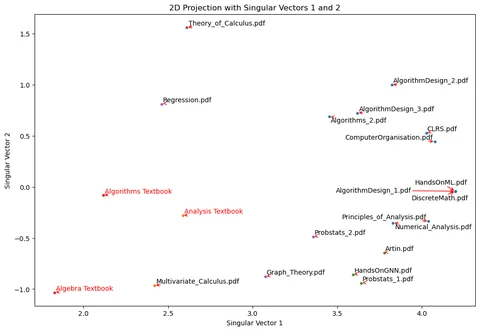 2D Projection with Singular Vectors 1 and 2
Theory_of_Calculus.pdf
AlgorithmDesign_2.pdf
Regression.pdf
AlgorithmDesign_3.pdf
Algorithms_2.pdf
CLRS.pdf
ComputerOrganisation.pdf
HandsOnML.pdf
Algorithms Textbook
AlgorithmDesign_1.pdf
DiscreteMath.pdf
Analysis Textbook
Principles_of_Analysis.pdf
Numerical_Analysis.pdf
Probstats_2.pdf
Artin.pdf
Graph_Theory.pdf
HandsOnGNN.pdf
Multivariate_Calculus.pdf
Probstats_1.pdf
Algebra Textbook
1.5
1.0
0.5
0.0
−0.5
−1.0
Singular Vector 2
2.0
2.5
3.0
3.5
4.0
Singular Vector 1